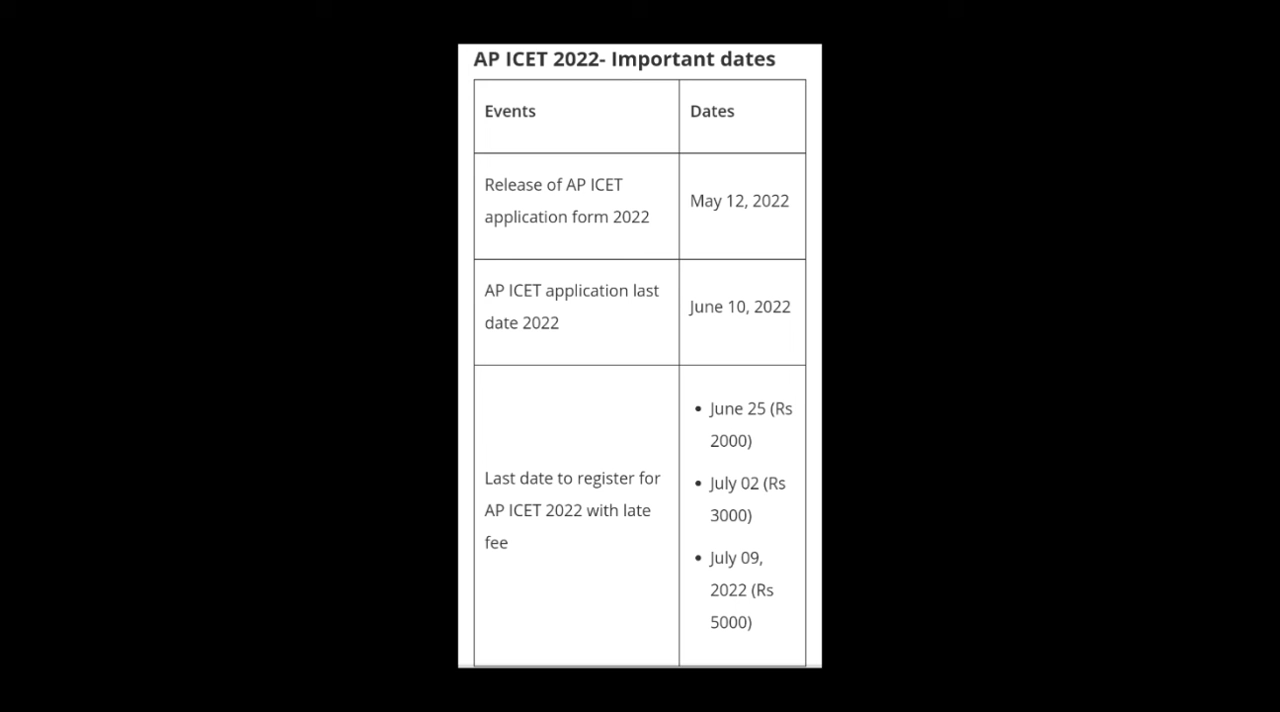 AP ICET 2022- Important dates
Events
Dates
Release of AP ICET
application form 2022
May 12, 2022
AP ICET application last
date 2022
June 10, 2022
Last date to register for
AP ICET 2022 with late
fee
• June 25 (Rs
2000)
• July 02 (Rs
3000)
• July 09,
2022 (Rs
5000)